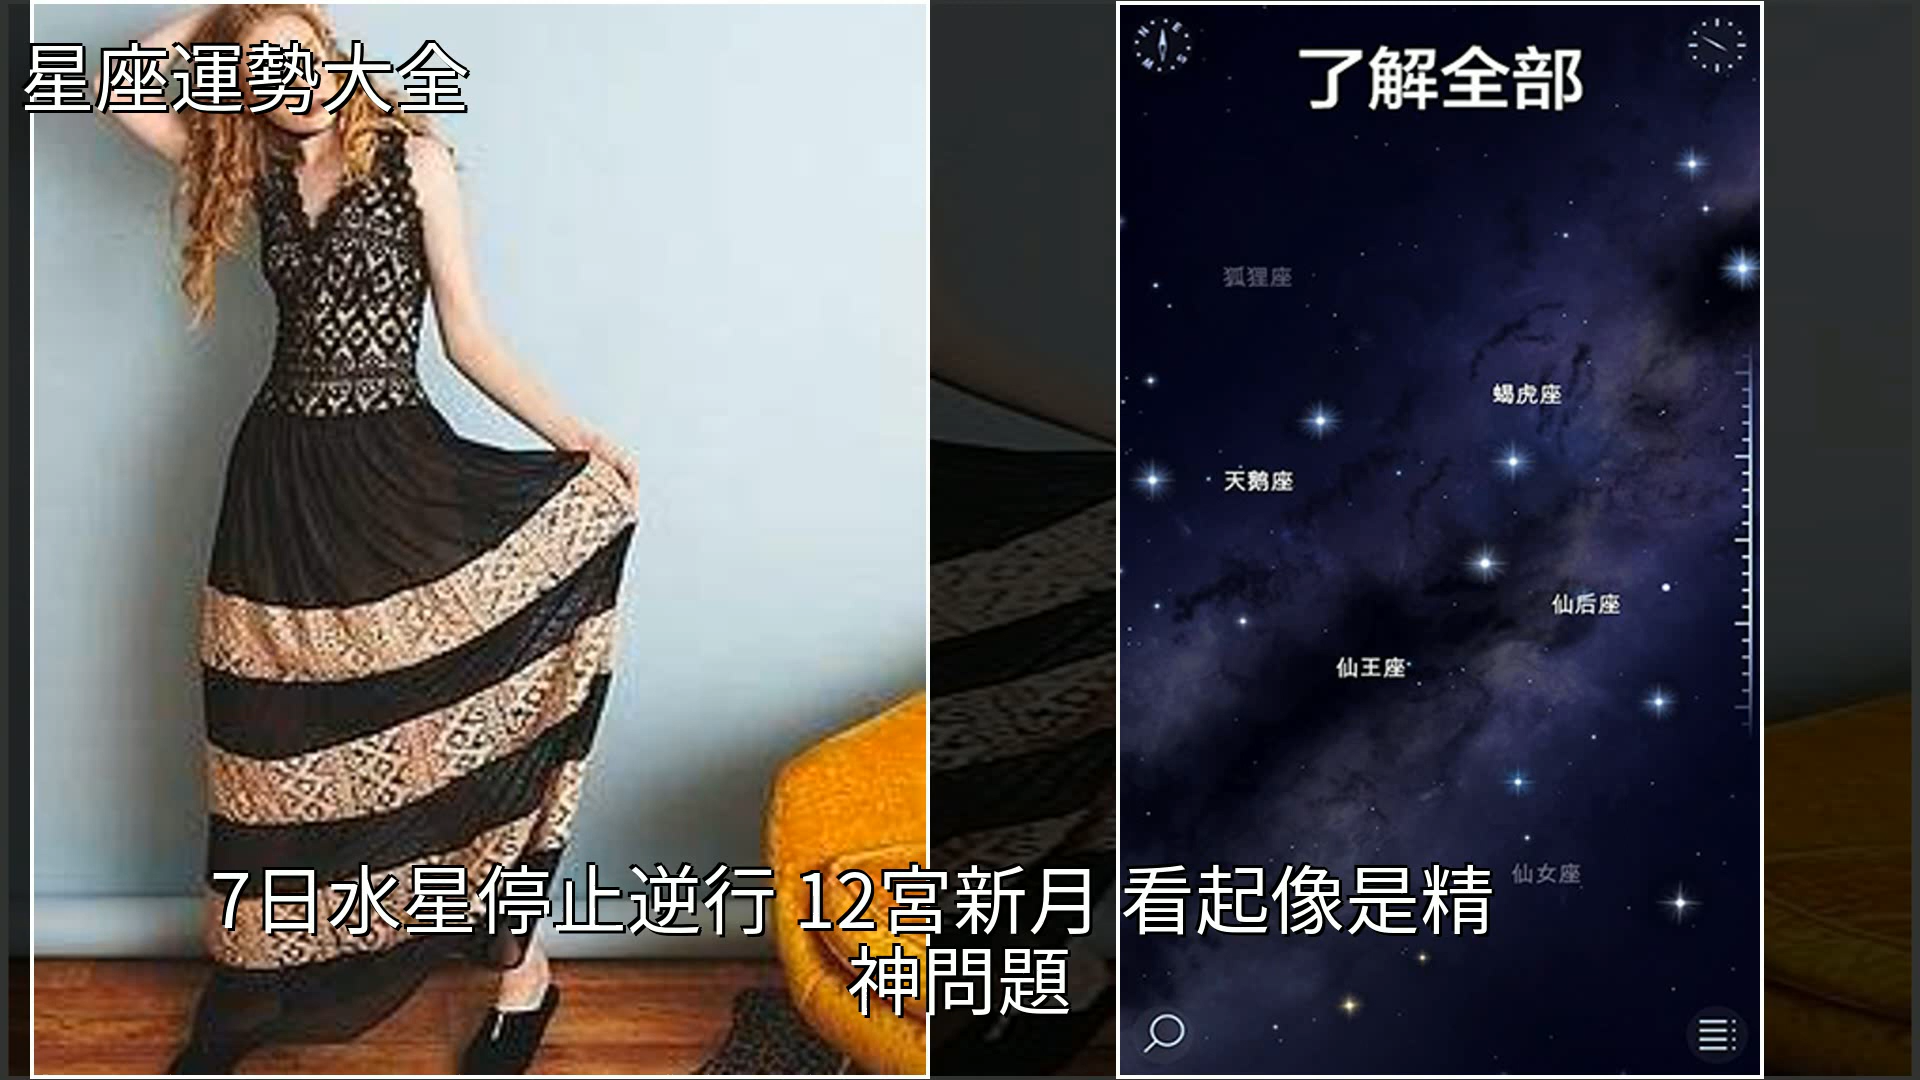 星座運勢大全
了解全部
狐狸座
蝎虎座
天鹅座
仙后座
仙王座
仙女座
7日水星停止逆行 12宮新月 看起像是精
神問題